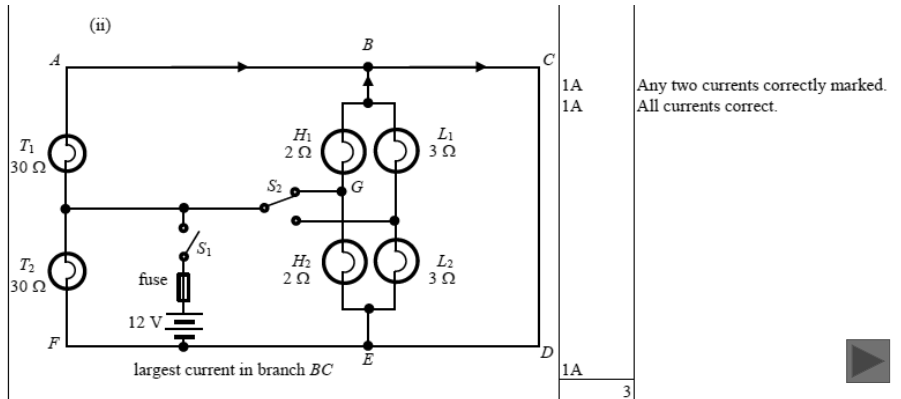 (ii)
A
B
C
1A
Any two currents correctly marked.
1A
All currents correct.
T1
30 Ω
H1
2 Ω
L1
3 Ω
S2
G
S1
T2
30 Ω
fuse
H2
2 Ω
L2
3 Ω
12 V
F
E
D
largest current in branch BC
1A
3